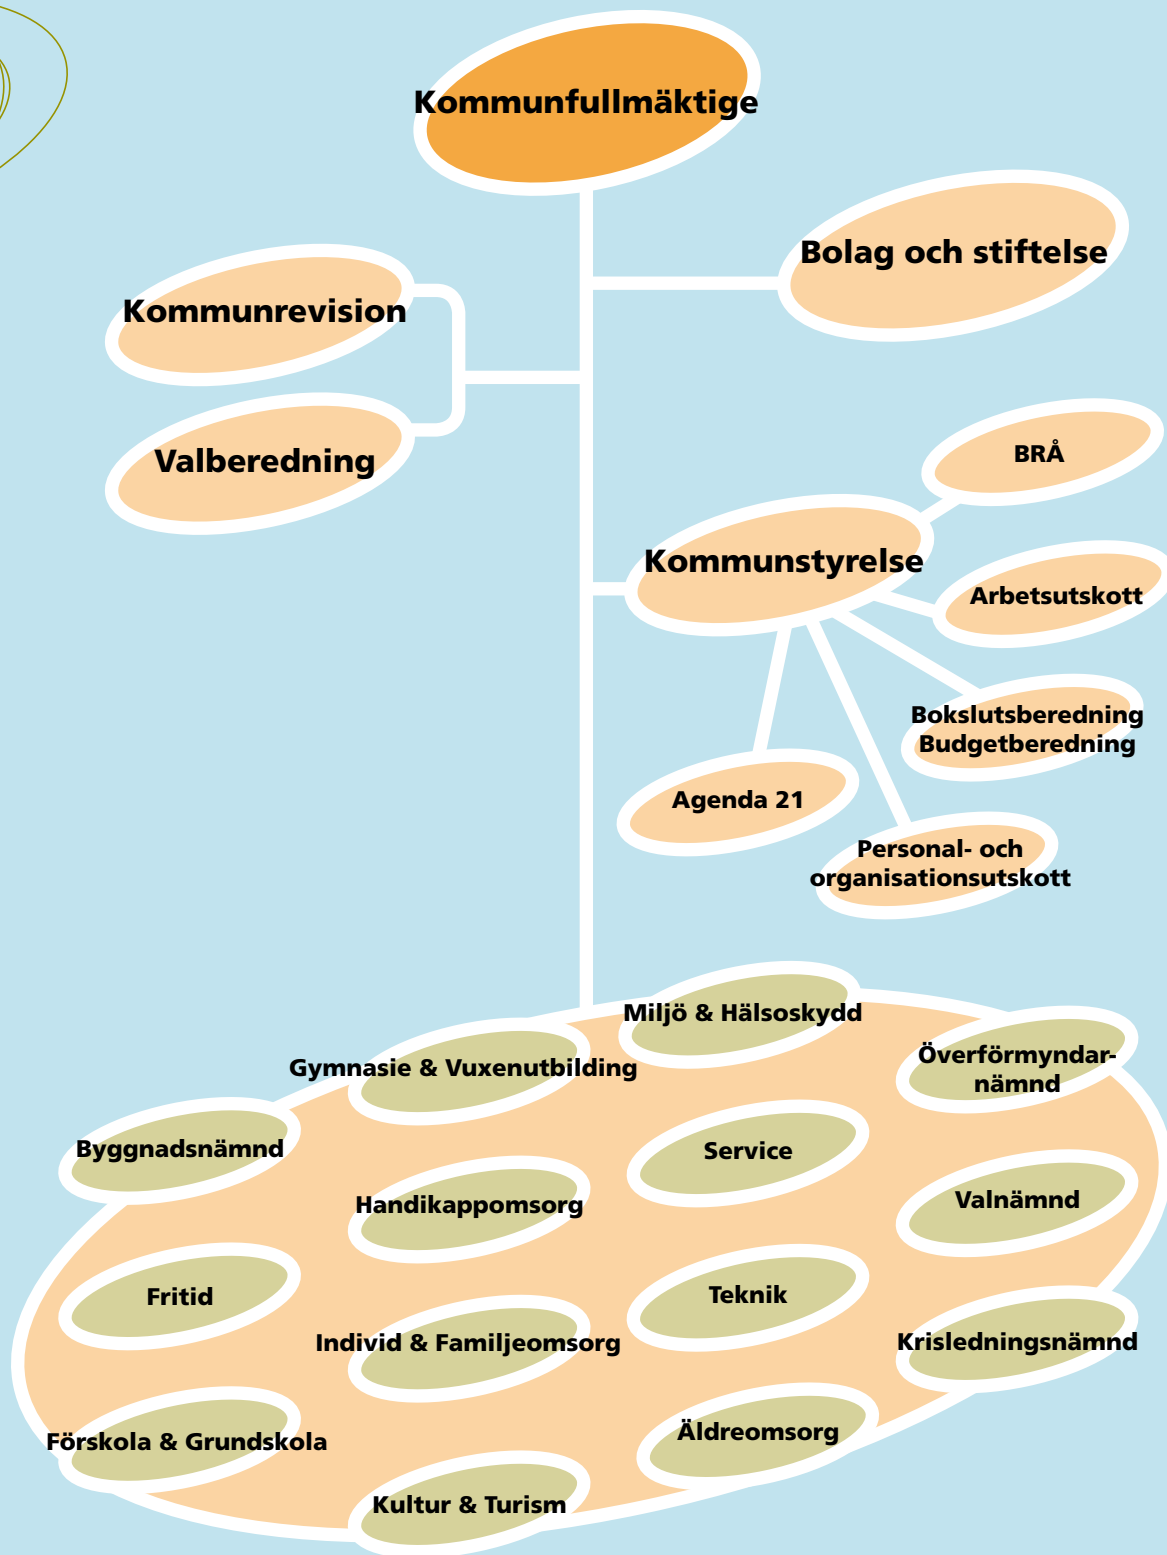 Kommunfullmäktige
Bolag och stiftelse
Kommunrevision
Valberedning
BRÅ
Kommunstyrelse
Arbetsutskott
Bokslutsberedning
Budgetberedning
Agenda 21
Personal- och
organisationsutskott
Miljö & Hälsoskydd
Gymnasie & Vuxenutbilding
Överförmyndar-
nämnd
Byggnadsnämnd
Service
Handikappomsorg
Valnämnd
Fritid
Teknik
Individ & Familjeomsorg
Krisledningsnämnd
Förskola & Grundskola
Äldreomsorg
Kultur & Turism